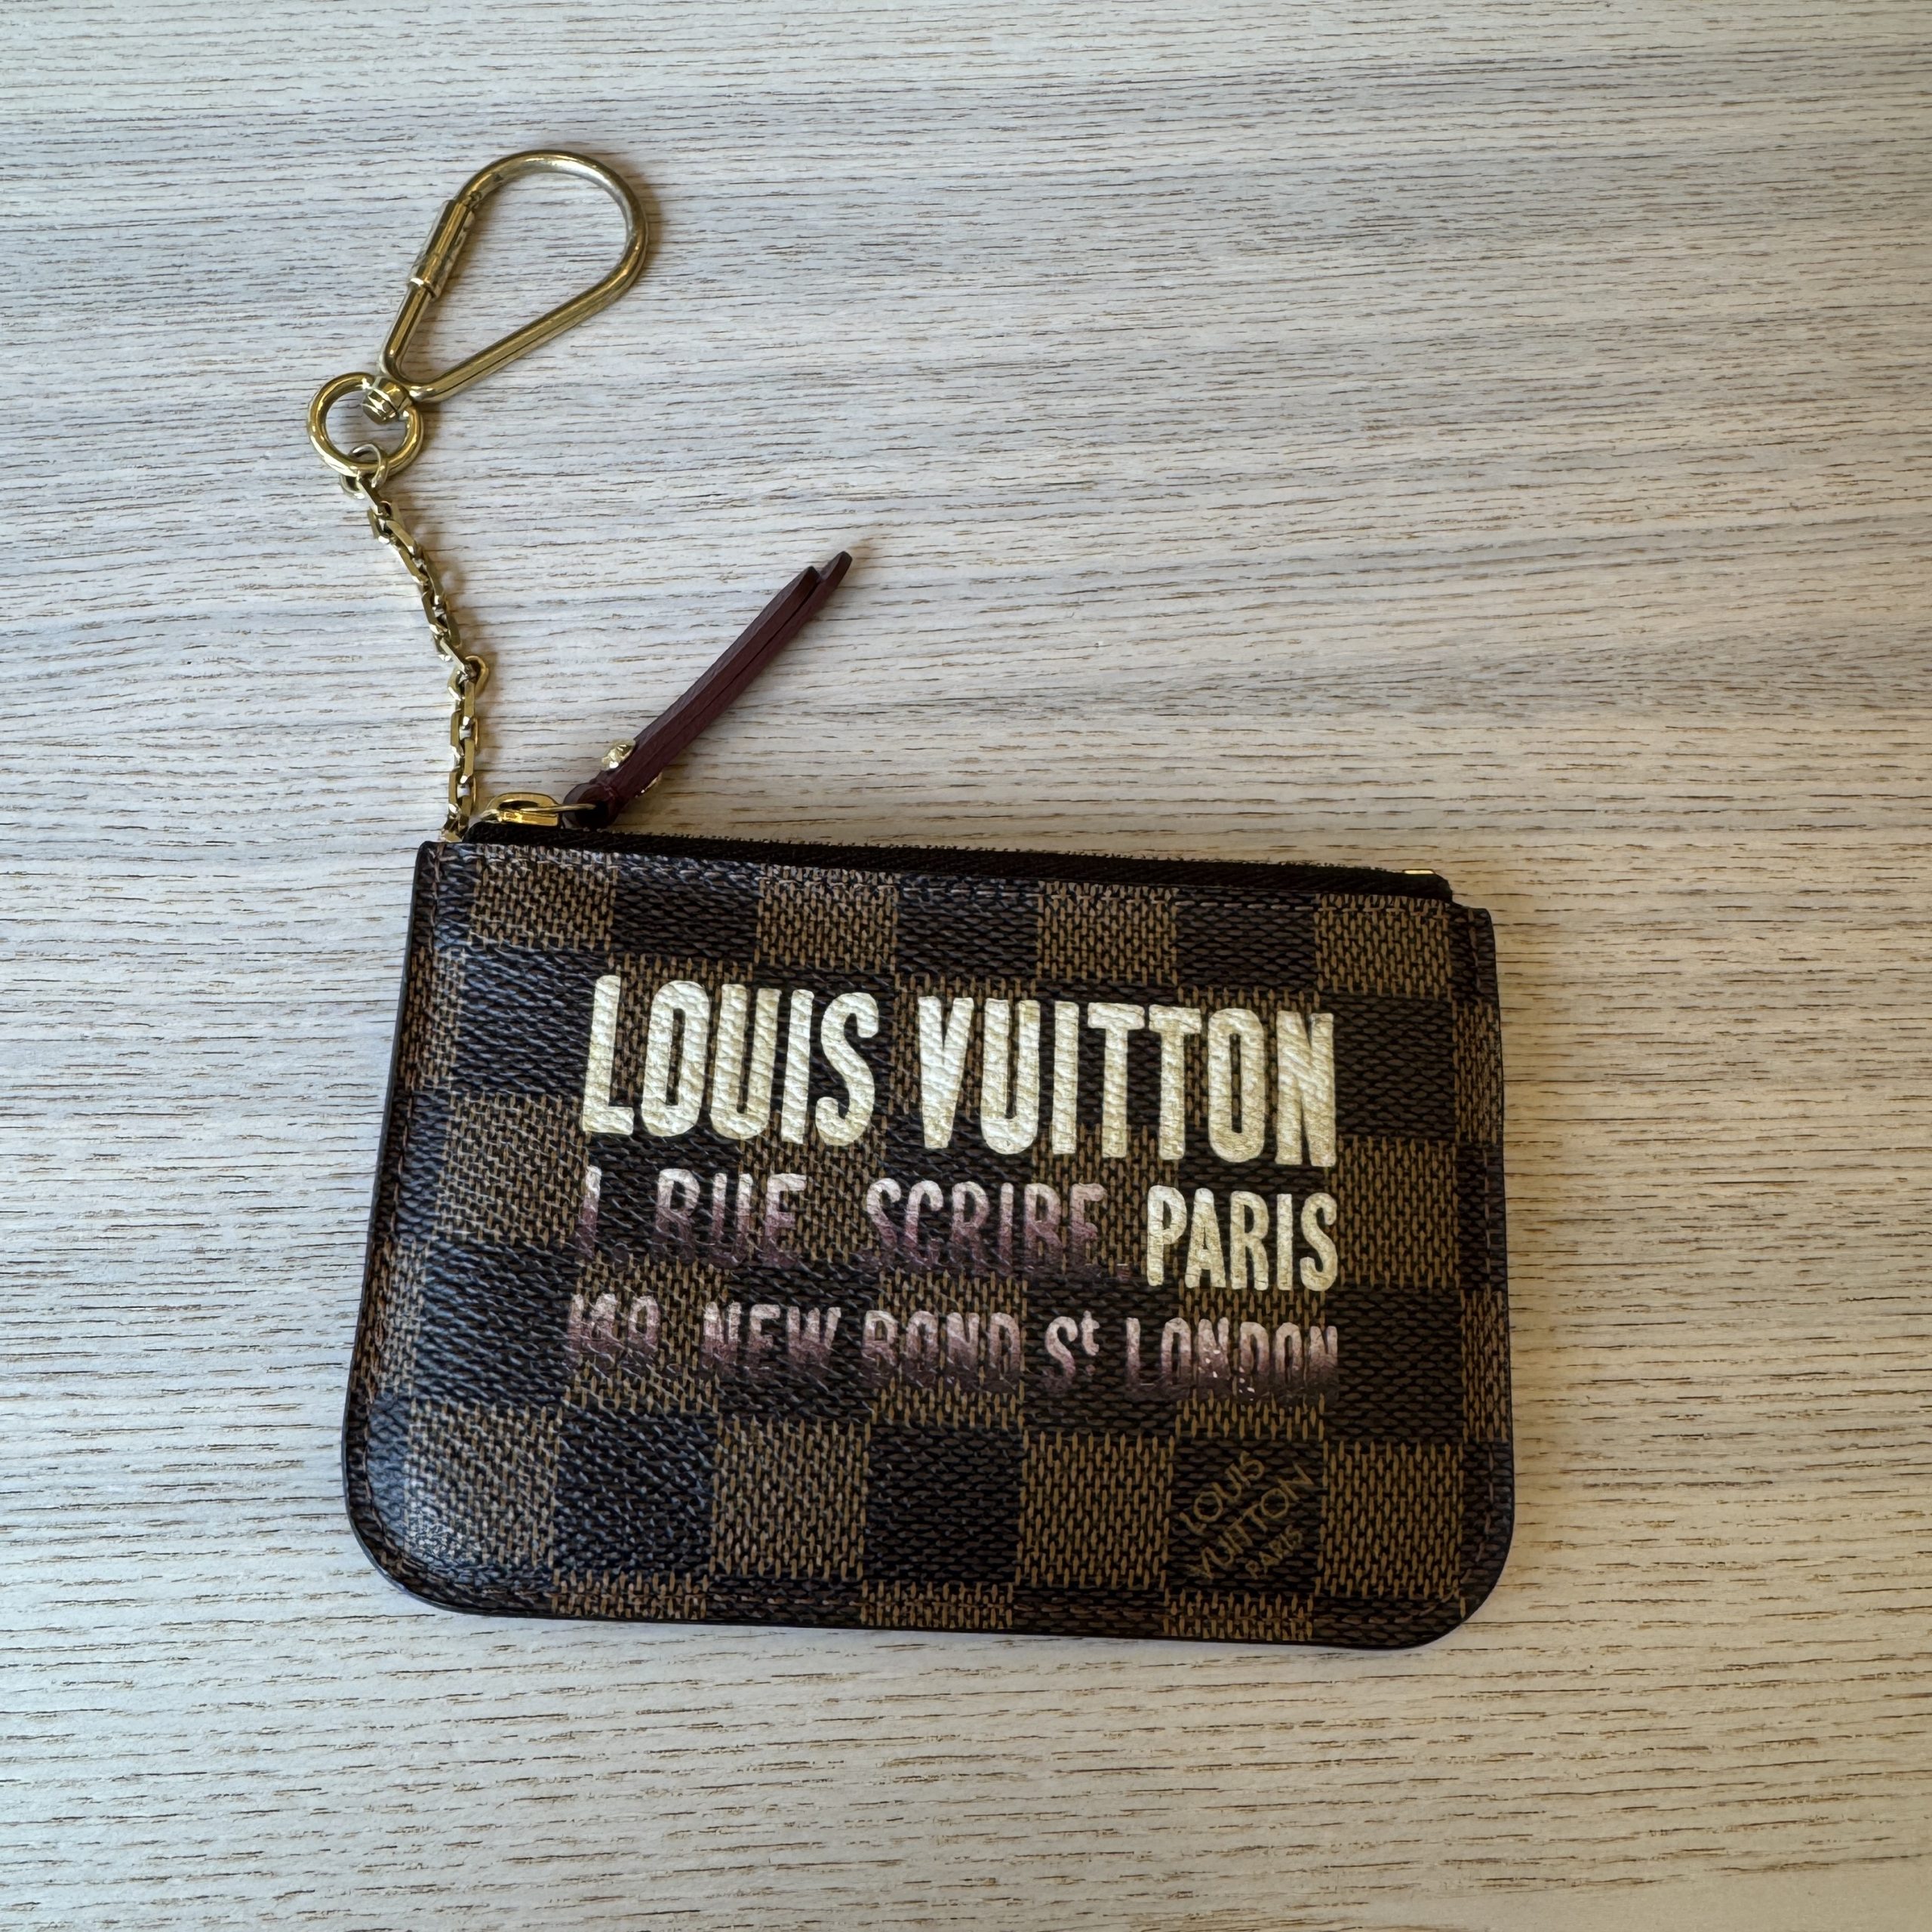 LOUIS VUITTON
1. RUE SCRIBE. PARIS
149. NEW BOND St LONDON
LOUIS
VUITTON
PARIS